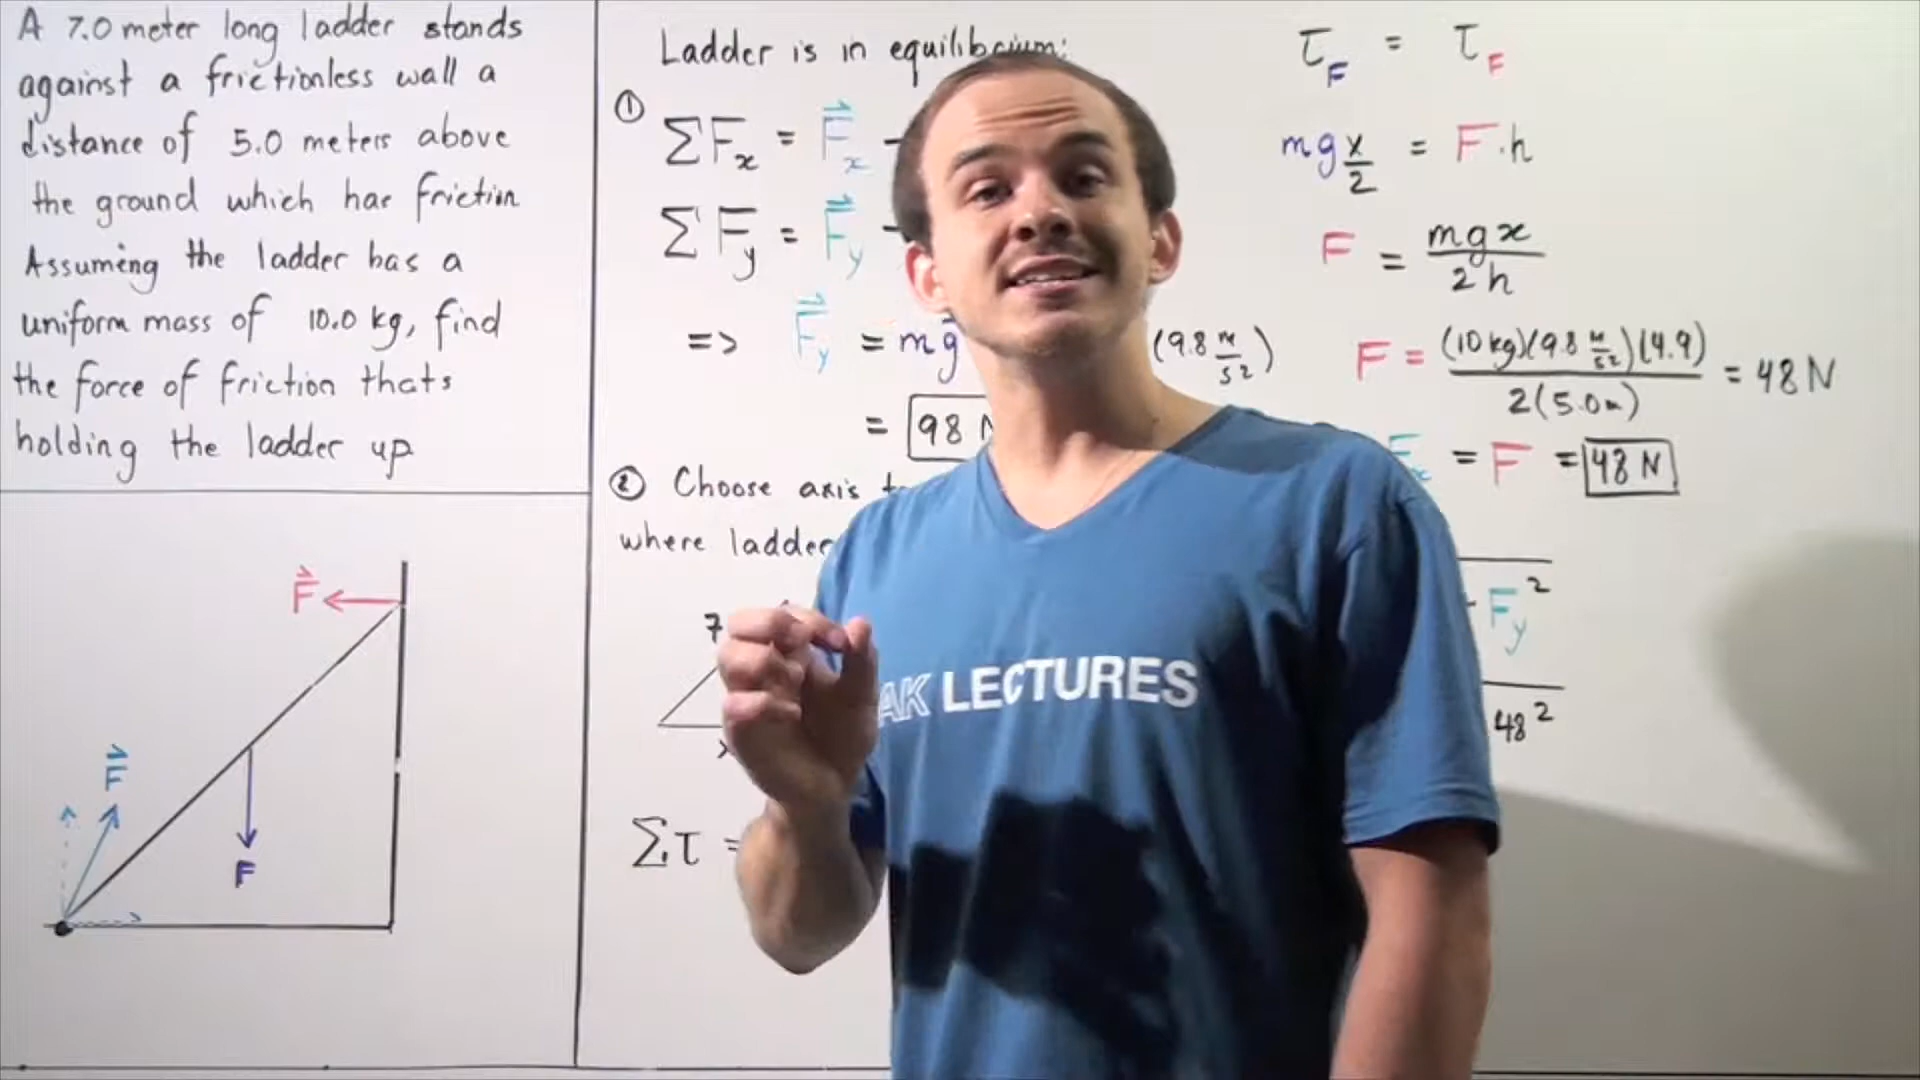 A 7.0 meter long ladder stands
against a frictionless wall a
distance of 5.0 meters above
the ground which has friction
Assuming the ladder has a
uniform mass of 10.0 kg, find
the force of friction thats
holding the ladder up
F
F
F
Ladder is in equilibrium:
① ΣFx = Fx -
ΣFy = Fy -
=> Fy = mg (9.8 m/s2)
= 98 N
② Choose axis
where ladder
7
x
Στ =
τF = τF
mg x/2 = F·h
F = mgx/2h
F = (10 kg)(9.8 m/s2)(4.9)/2(5.0m) = 48 N
Fx = F = 48 N
Fy2
482
AK LECTURES